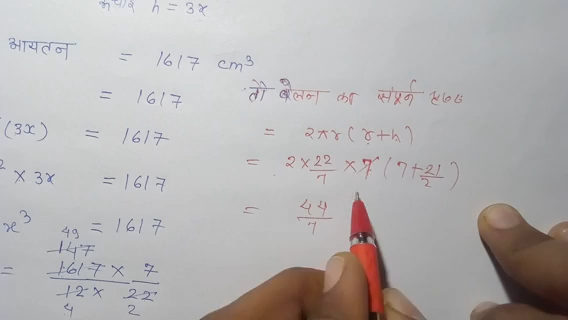 h = 3x
आयतन = 1617 cm³
= 1617
(3x) = 1617
² × 3x = 1617
x³ = 1617
49
147
= 1617 × 7
12 × 22
4 2
तो बेलन का संपूर्ण पृष्ठ
= 2πr(r+h)
= 2 × 22/7 × 7 (7 + 21/2)
= 44/7